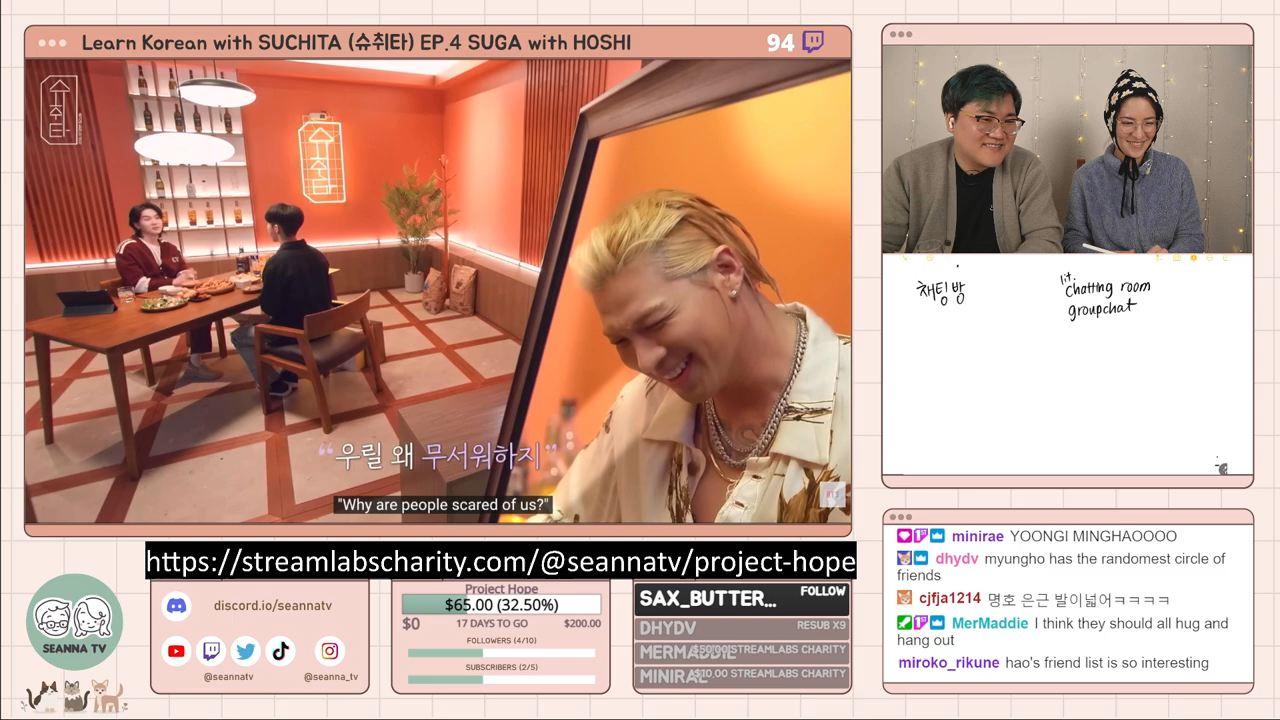 Learn Korean with SUCHITA (슈취타) EP.4 SUGA with HOSHI
94
슈취타
슈취타
"우릴 왜 무서워하지"
"Why are people scared of us?"
채팅방
lit.
Chatting room
groupchat
https://streamlabscharity.com/@seannatv/project-hope
SEANNA TV
discord.io/seannatv
@seannatv
@seanna_tv
Project Hope
$65.00 (32.50%)
$0
17 DAYS TO GO
$200.00
FOLLOWERS (4/10)
SUBSCRIBERS (2/5)
SAX_BUTTER...
FOLLOW
DHYDV
RESUB X9
MERMADDIE
$50.00 STREAMLABS CHARITY
MINIRAE
$10.00 STREAMLABS CHARITY
minirae YOONGI MINGHAOOOO
dhydv myungho has the randomest circle of
friends
cjfja1214 명호 은근 발이넓어ㅋㅋㅋㅋ
MerMaddie I think they should all hug and
hang out
miroko_rikune hao's friend list is so interesting